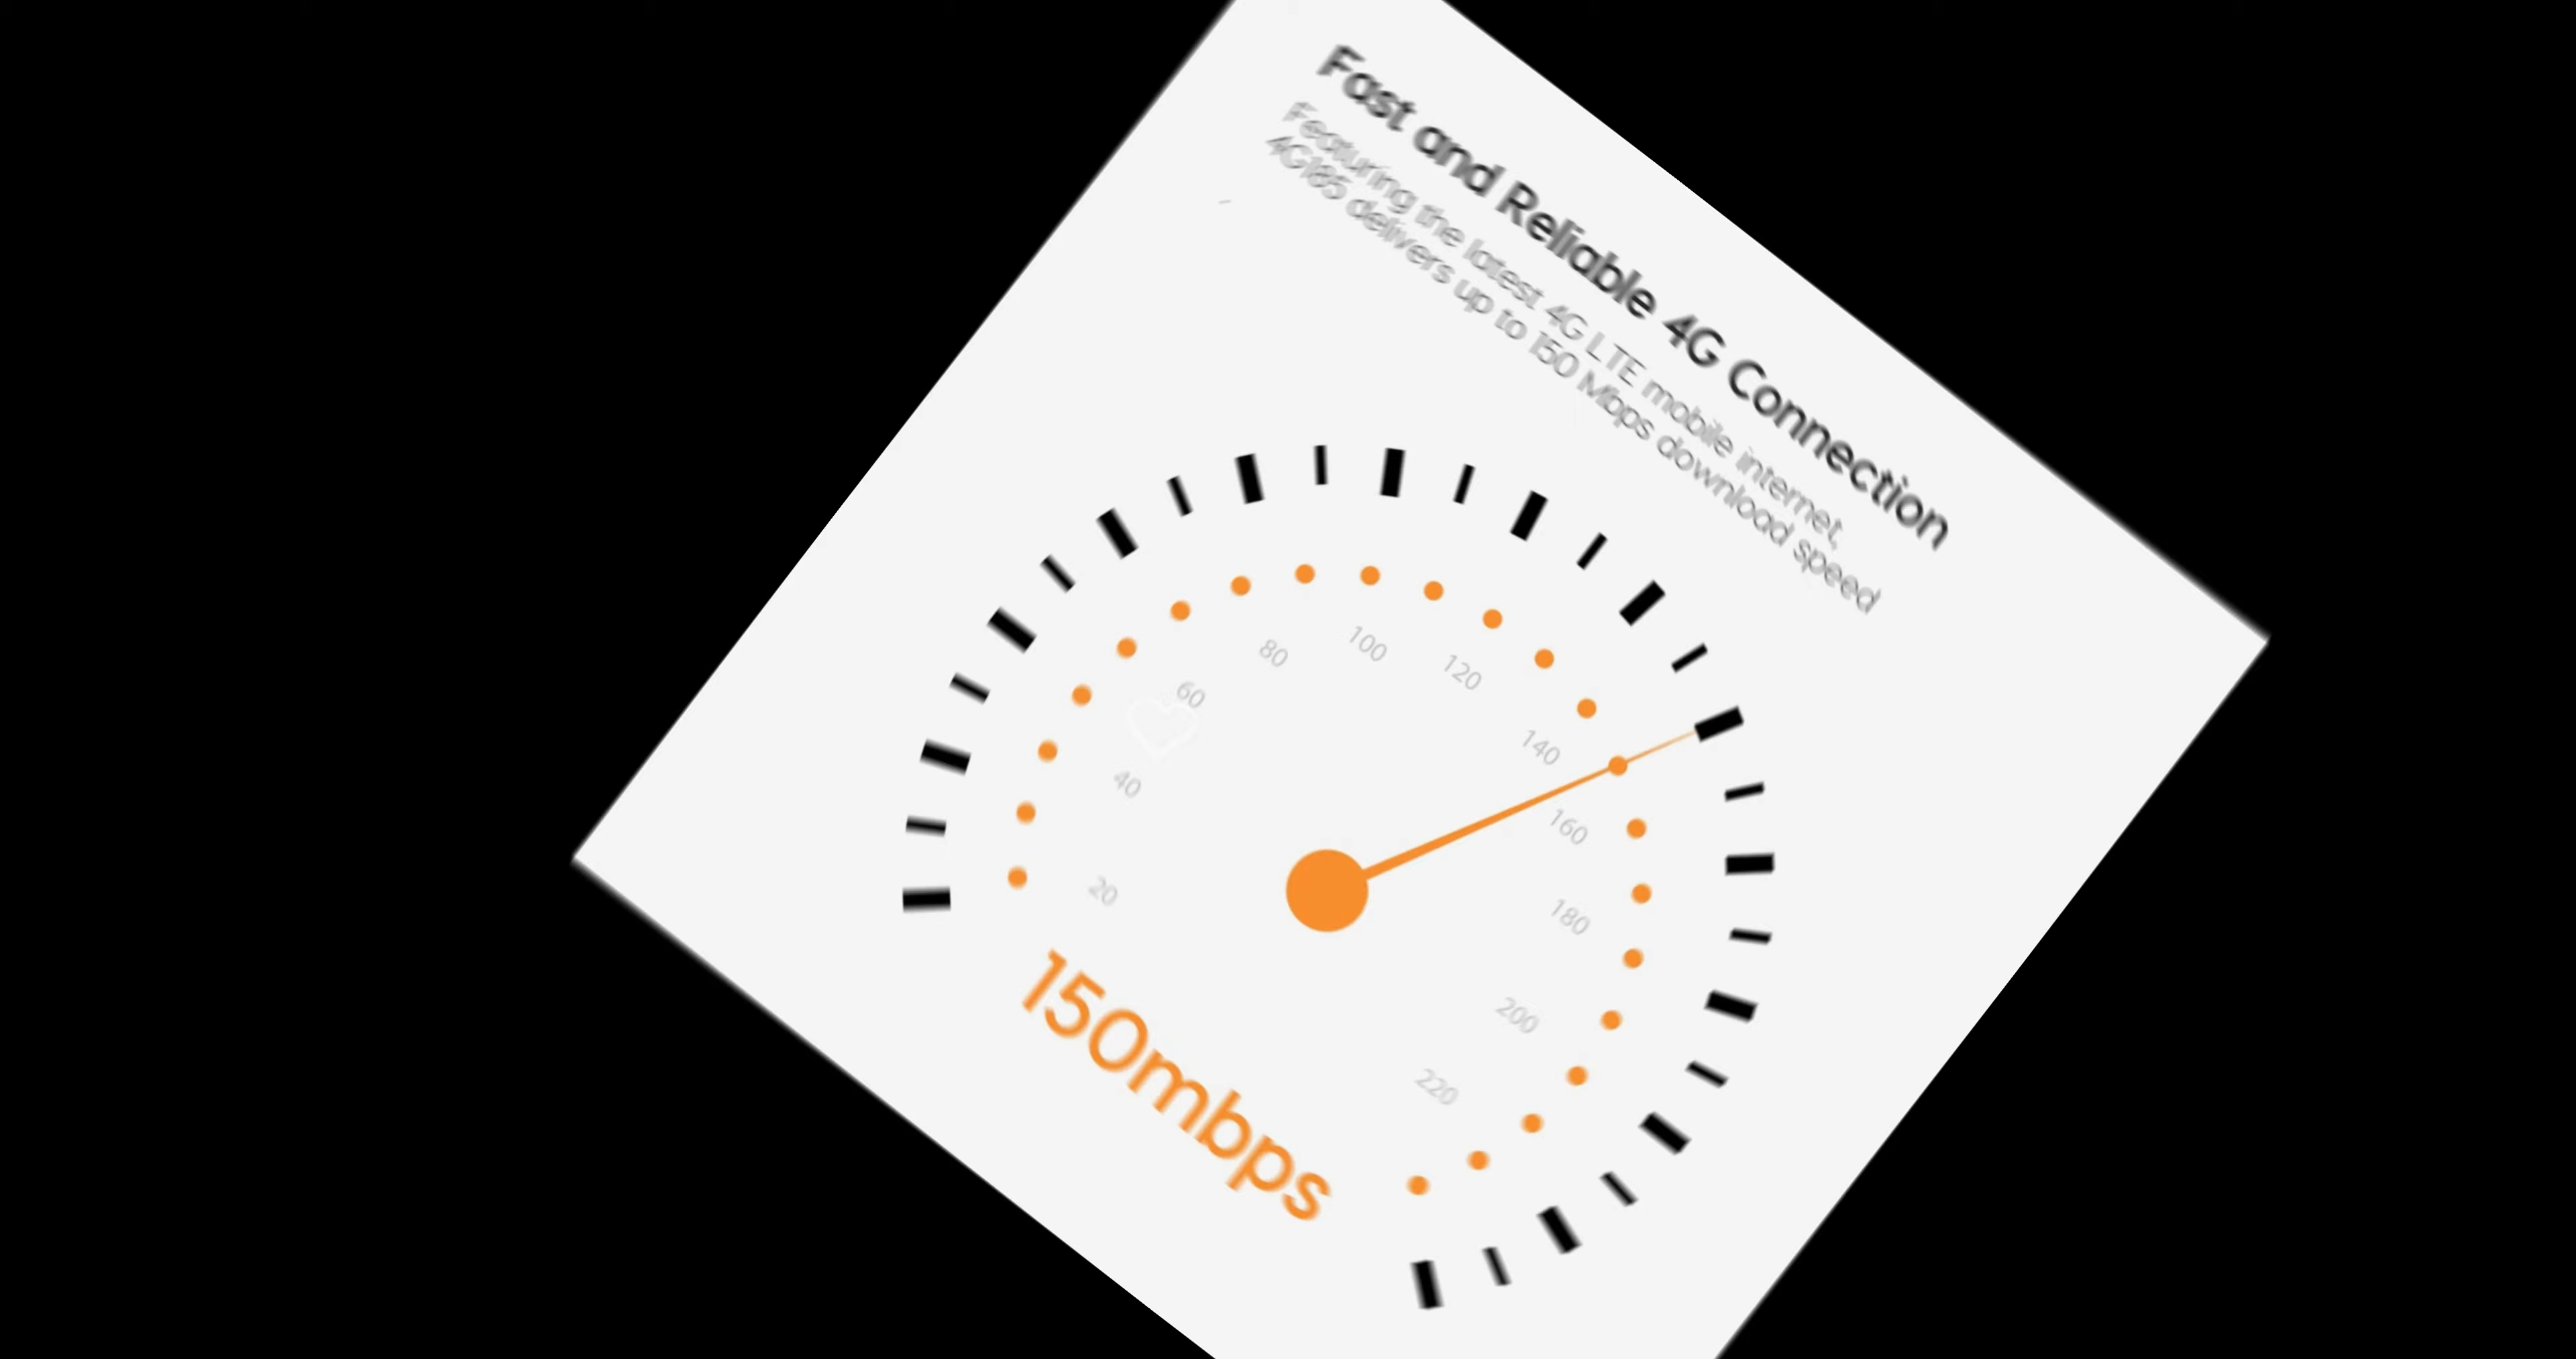 Fast and Reliable 4G Connection
Featuring the latest 4G LTE mobile internet,
4G185 delivers up to 150 Mbps download speed
20
40
60
80
100
120
140
160
180
200
220
150mbps